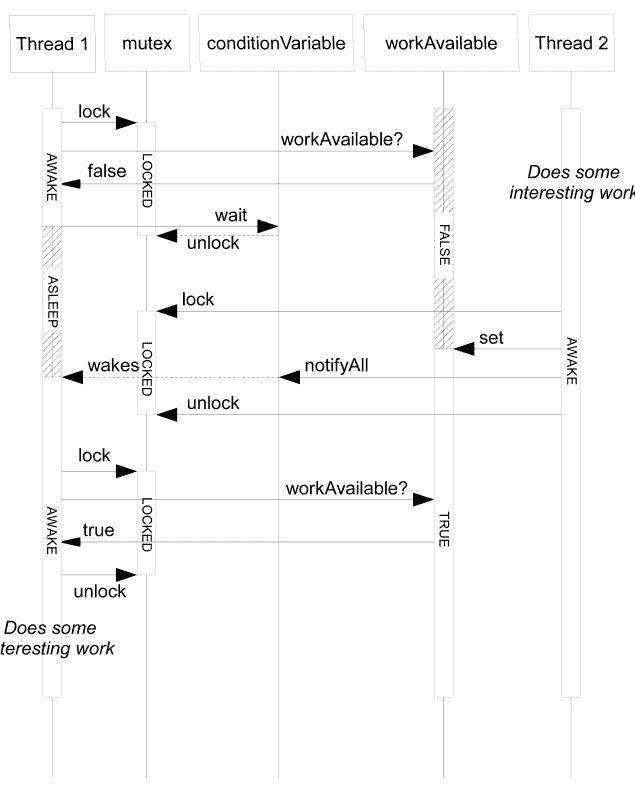 Thread 1
mutex
conditionVariable
workAvailable
Thread 2
lock
workAvailable?
AWAKE
LOCKED
false
Does some
interesting work
wait
unlock
FALSE
ASLEEP
lock
set
AWAKE
LOCKED
wakes
notifyAll
unlock
lock
workAvailable?
AWAKE
LOCKED
TRUE
true
unlock
Does some
teresting work